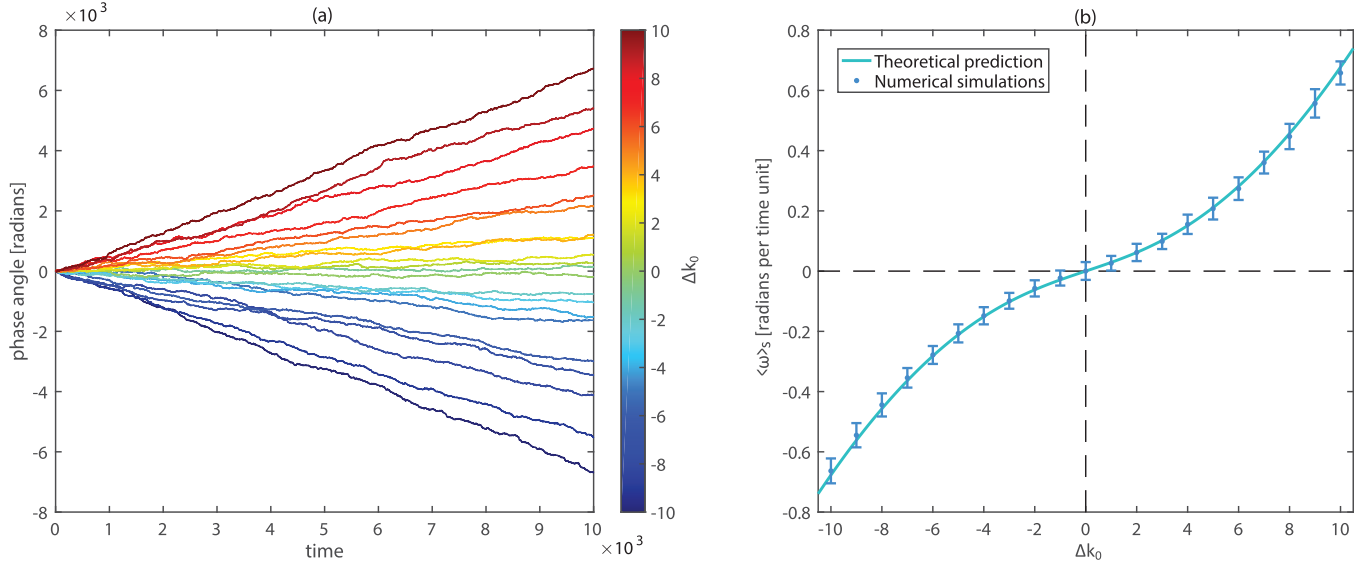 (a)
×10³
phase angle [radians]
8
6
4
2
0
-2
-4
-6
-8
0 1 2 3 4 5 6 7 8 9 10
time
×10³
10
8
6
4
2
0
-2
-4
-6
-8
-10
Δk₀
(b)
Theoretical prediction
Numerical simulations
<ω>s [radians per time unit]
0.8
0.6
0.4
0.2
0
-0.2
-0.4
-0.6
-0.8
-10 -8 -6 -4 -2 0 2 4 6 8 10
Δk₀